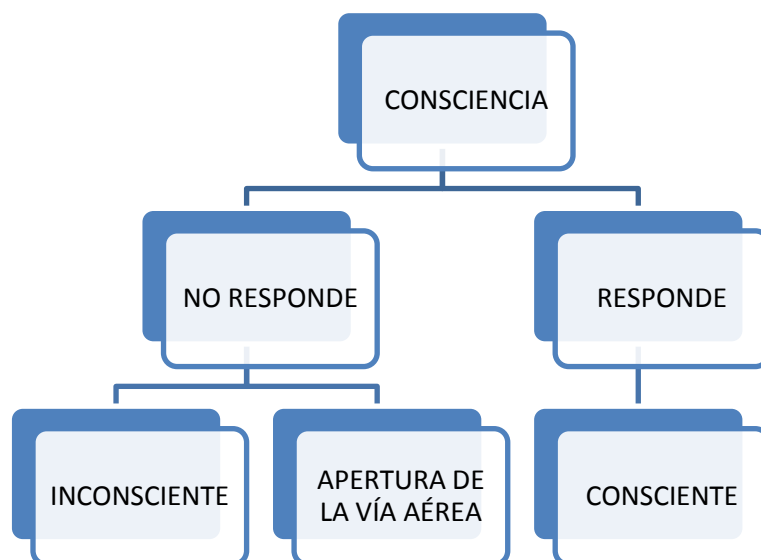 CONSCIENCIA
NO RESPONDE
RESPONDE
INCONSCIENTE
APERTURA DE
LA VÍA AÉREA
CONSCIENTE